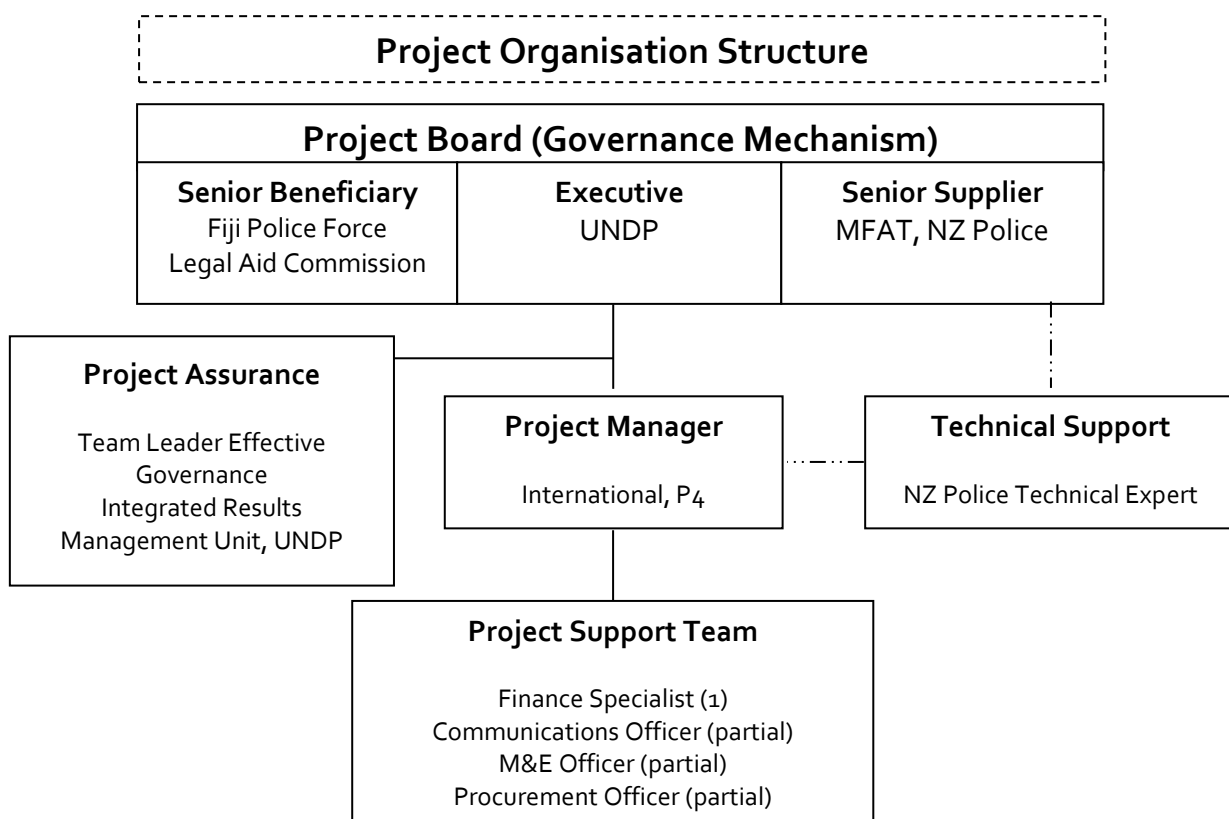 Project Organisation Structure
Project Board (Governance Mechanism)
Senior Beneficiary
Fiji Police Force
Legal Aid Commission
Executive
UNDP
Senior Supplier
MFAT, NZ Police
Project Assurance
Team Leader Effective
Governance
Integrated Results
Management Unit, UNDP
Project Manager
International, P4
Technical Support
NZ Police Technical Expert
Project Support Team
Finance Specialist (1)
Communications Officer (partial)
M&E Officer (partial)
Procurement Officer (partial)